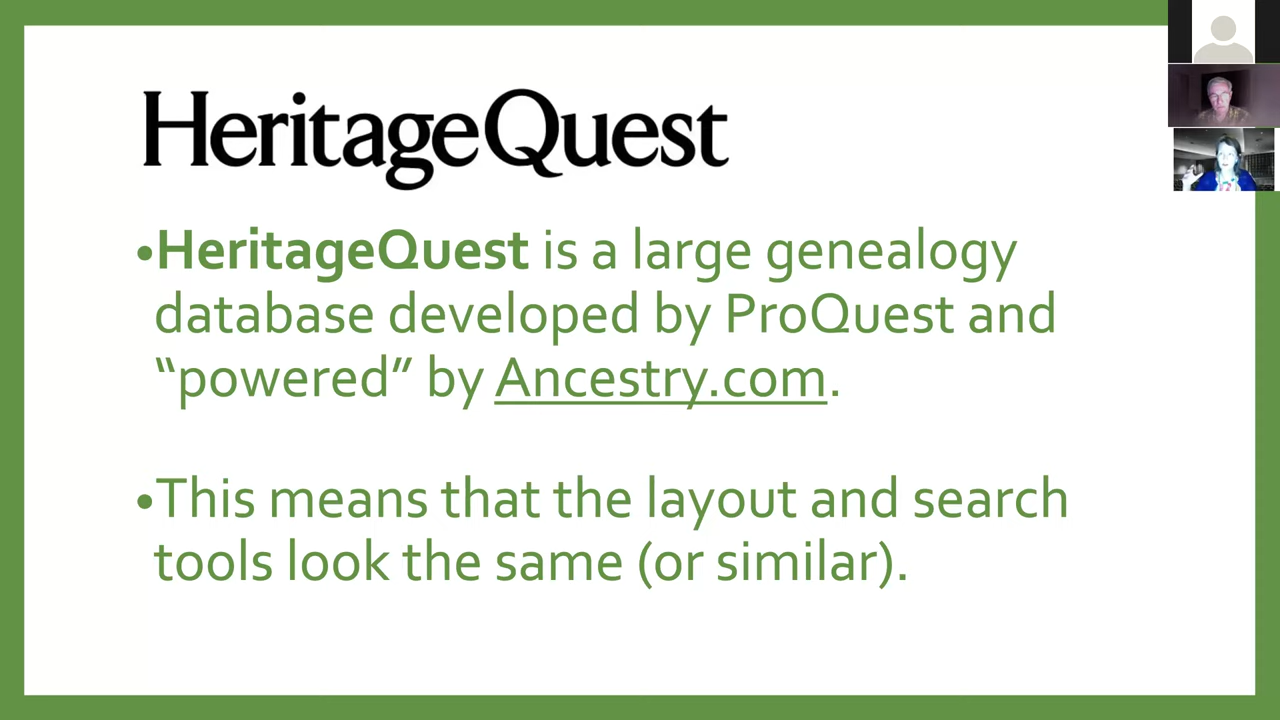 HeritageQuest
•HeritageQuest is a large genealogy
database developed by ProQuest and
“powered” by Ancestry.com.
•This means that the layout and search
tools look the same (or similar).